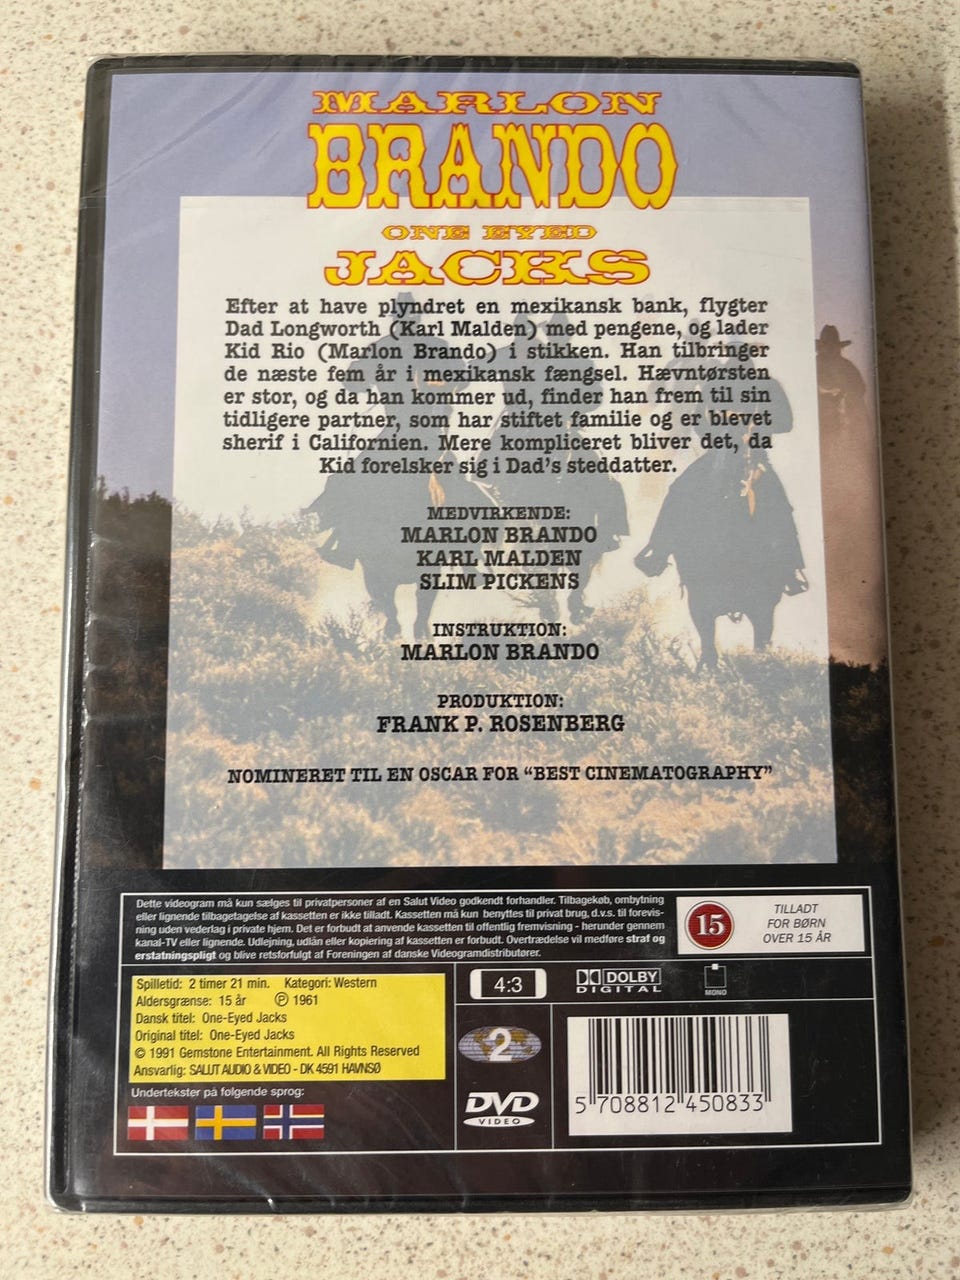 MARLON
BRANDO
ONE EYED
JACKS
Efter at have plyndret en mexikansk bank, flygter
Dad Longworth (Karl Malden) med pengene, og lader
Kid Rio (Marlon Brando) i stikken. Han tilbringer
de næste fem år i mexikansk fængsel. Hævntørsten
er stor, og da han kommer ud, finder han frem til sin
tidligere partner, som har stiftet familie og er blevet
sherif i Californien. Mere kompliceret bliver det, da
Kid forelsker sig i Dad's steddatter.
MEDVIRKENDE:
MARLON BRANDO
KARL MALDEN
SLIM PICKENS
INSTRUKTION:
MARLON BRANDO
PRODUKTION:
FRANK P. ROSENBERG
NOMINERET TIL EN OSCAR FOR "BEST CINEMATOGRAPHY"
Dette videogram må kun sælges til privatpersoner af en Salut Video godkendt forhandler. Tilbagekøb, ombytning
eller lignende tilbagetagelse af kassetten er ikke tilladt. Kassetten må kun benyttes til privat brug, d.v.s. til forevis-
ning uden vederlag i private hjem. Det er forbudt at anvende kassetten til offentlig fremvisning - herunder gennem
kanal-TV eller lignende. Udlejning, udlån eller kopiering af kassetten er forbudt. Overtrædelse vil medføre straf og
erstatningspligt og blive retsforfulgt af Foreningen af danske Videogramdistributører.
15
TILLADT
FOR BØRN
OVER 15 ÅR
Spilletid: 2 timer 21 min. Kategori: Western
Aldersgrænse: 15 år Ⓟ 1961
Dansk titel: One-Eyed Jacks
Original titel: One-Eyed Jacks
© 1991 Gemstone Entertainment. All Rights Reserved
Ansvarlig: SALUT AUDIO & VIDEO - DK 4591 HAVNSØ
Undertekster på følgende sprog:
4:3
DOLBY
DIGITAL
MONO
2
DVD
VIDEO
5 708812 450833